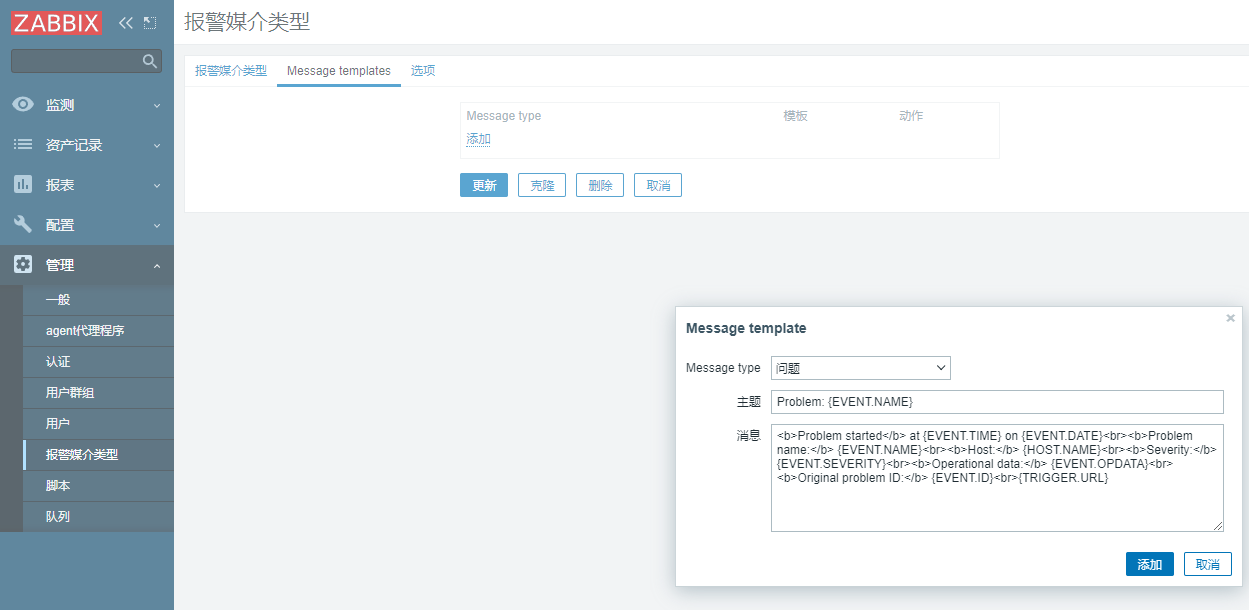 ZABBIX
报警媒介类型
监测
资产记录
报表
配置
管理
一般
agent代理程序
认证
用户群组
用户
报警媒介类型
脚本
队列
报警媒介类型 Message templates 选项
Message type 模板 动作
添加
更新 克隆 删除 取消
Message template
Message type 问题
主题 Problem: {EVENT.NAME}
消息 <b>Problem started</b> at {EVENT.TIME} on {EVENT.DATE}<br><b>Problem
name:</b> {EVENT.NAME}<br><b>Host:</b> {HOST.NAME}<br><b>Severity:</b>
{EVENT.SEVERITY}<br><b>Operational data:</b> {EVENT.OPDATA}<br>
<b>Original problem ID:</b> {EVENT.ID}<br>{TRIGGER.URL}
添加 取消